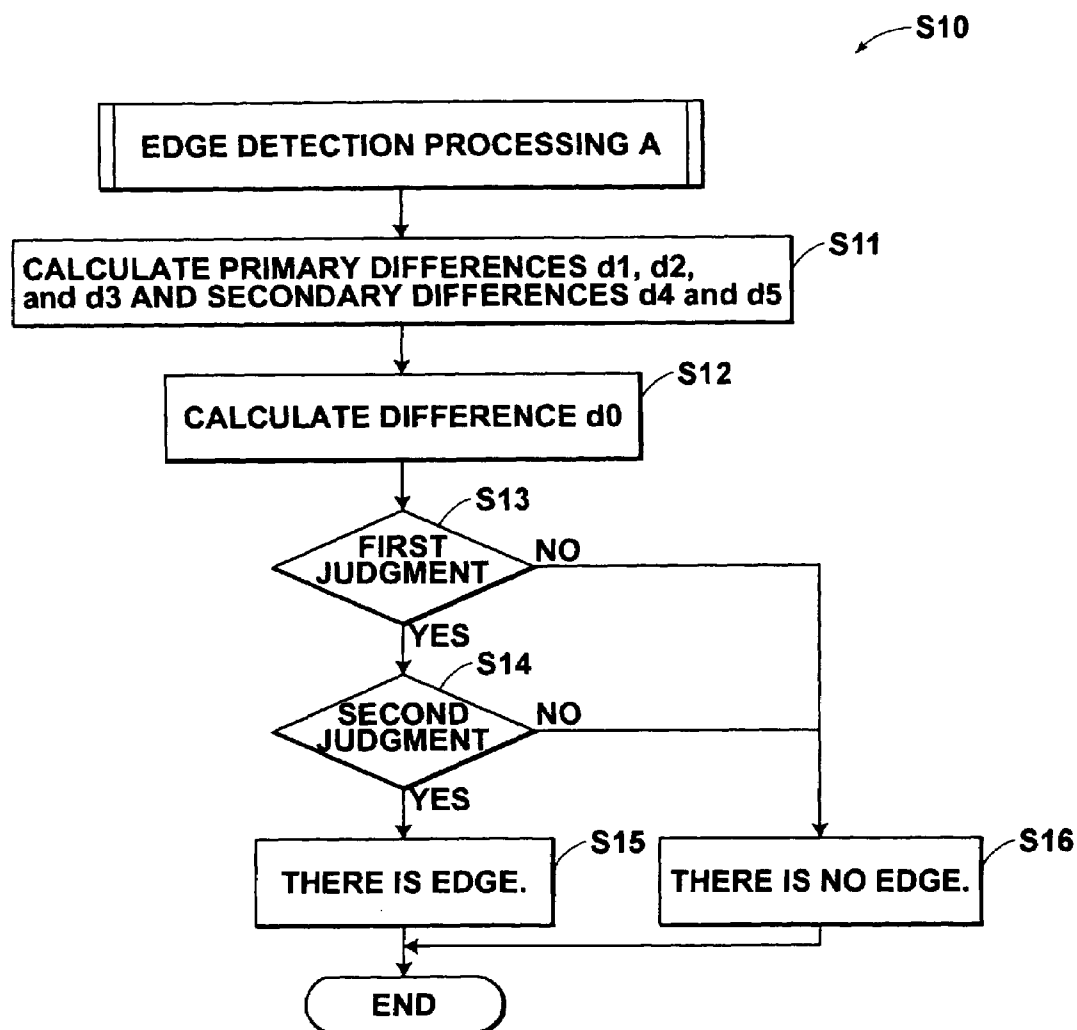 S10
EDGE DETECTION PROCESSING A
S11
CALCULATE PRIMARY DIFFERENCES d1, d2,
and d3 AND SECONDARY DIFFERENCES d4 and d5
S12
CALCULATE DIFFERENCE d0
S13
FIRST
JUDGMENT
NO
YES
S14
SECOND
JUDGMENT
NO
YES
S15
THERE IS EDGE.
S16
THERE IS NO EDGE.
END